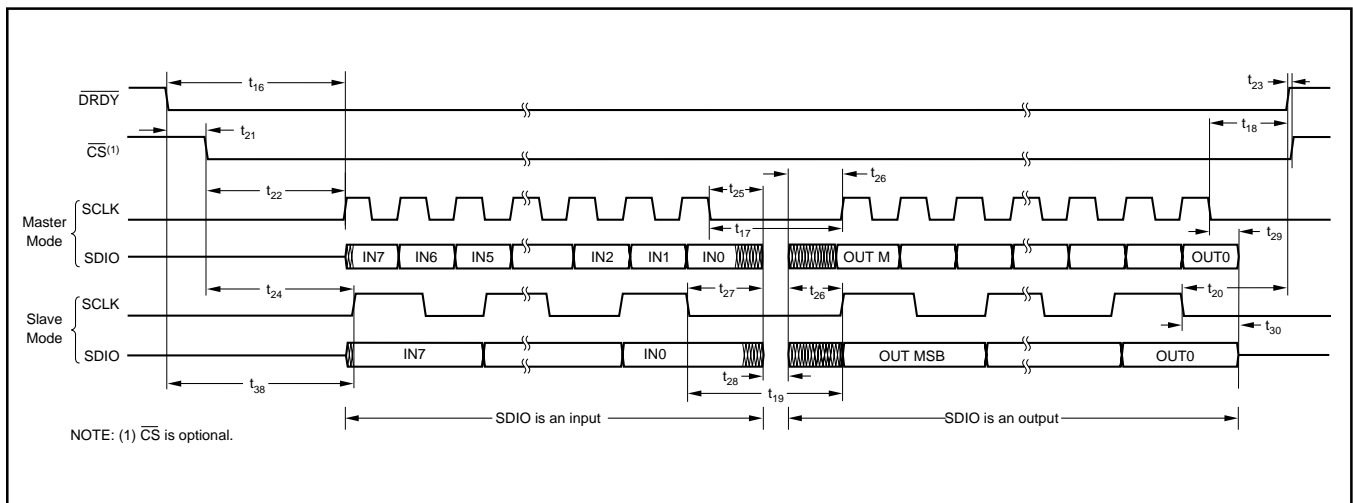 t16
t23
DRDY
t18
t21
CS(1)
t22
t25
t26
SCLK
Master
Mode
t17
t29
SDIO
IN7 IN6 IN5 IN2 IN1 IN0 OUT M OUT0
t24
t27
t26
t20
SCLK
Slave
Mode
t30
SDIO
IN7 IN0 OUT MSB OUT0
t28
t38
t19
SDIO is an input
SDIO is an output
NOTE: (1) CS is optional.